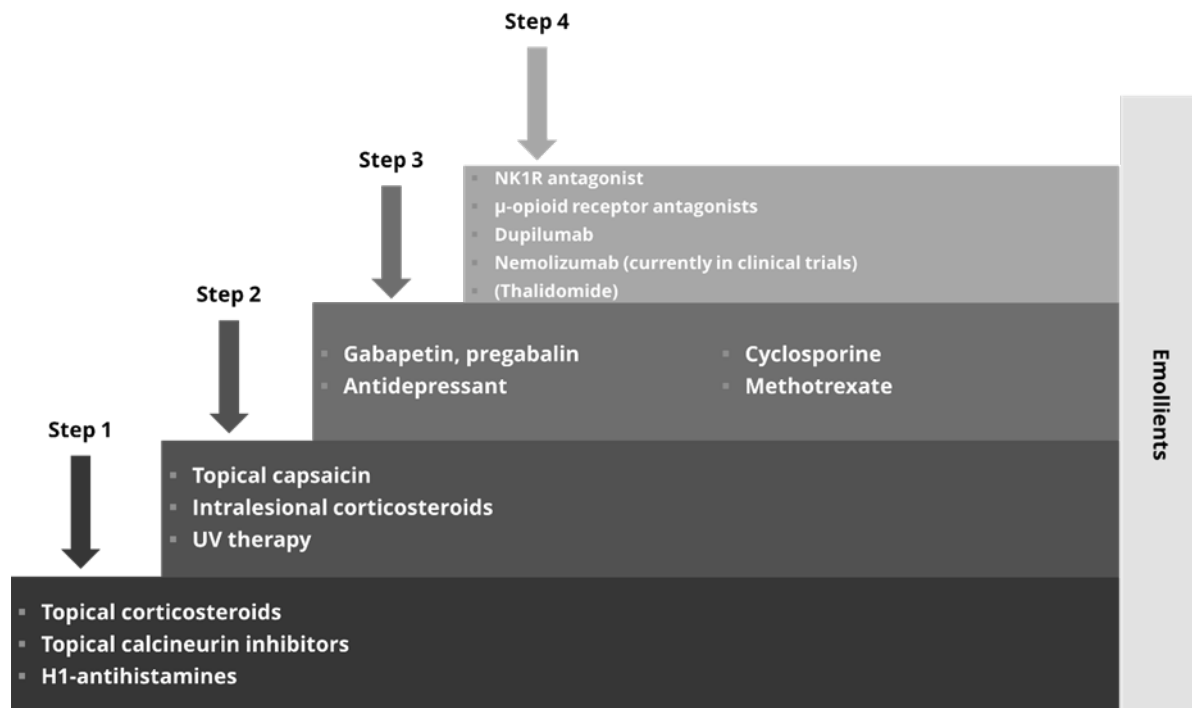 Step 4
NK1R antagonist
μ-opioid receptor antagonists
Dupilumab
Nemolizumab (currently in clinical trials)
(Thalidomide)
Step 3
Gabapetin, pregabalin
Antidepressant
Cyclosporine
Methotrexate
Step 2
Topical capsaicin
Intralesional corticosteroids
UV therapy
Step 1
Topical corticosteroids
Topical calcineurin inhibitors
H1-antihistamines
Emollients